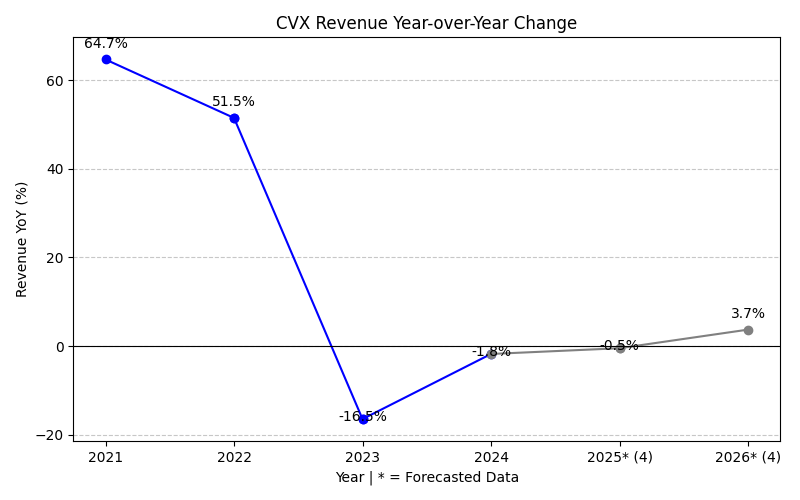 CVX Revenue Year-over-Year Change
64.7%
51.5%
-16.5%
-1.8%
-0.5%
3.7%
60
40
20
0
−20
Revenue YoY (%)
2021 2022 2023 2024 2025* (4) 2026* (4)
Year | * = Forecasted Data